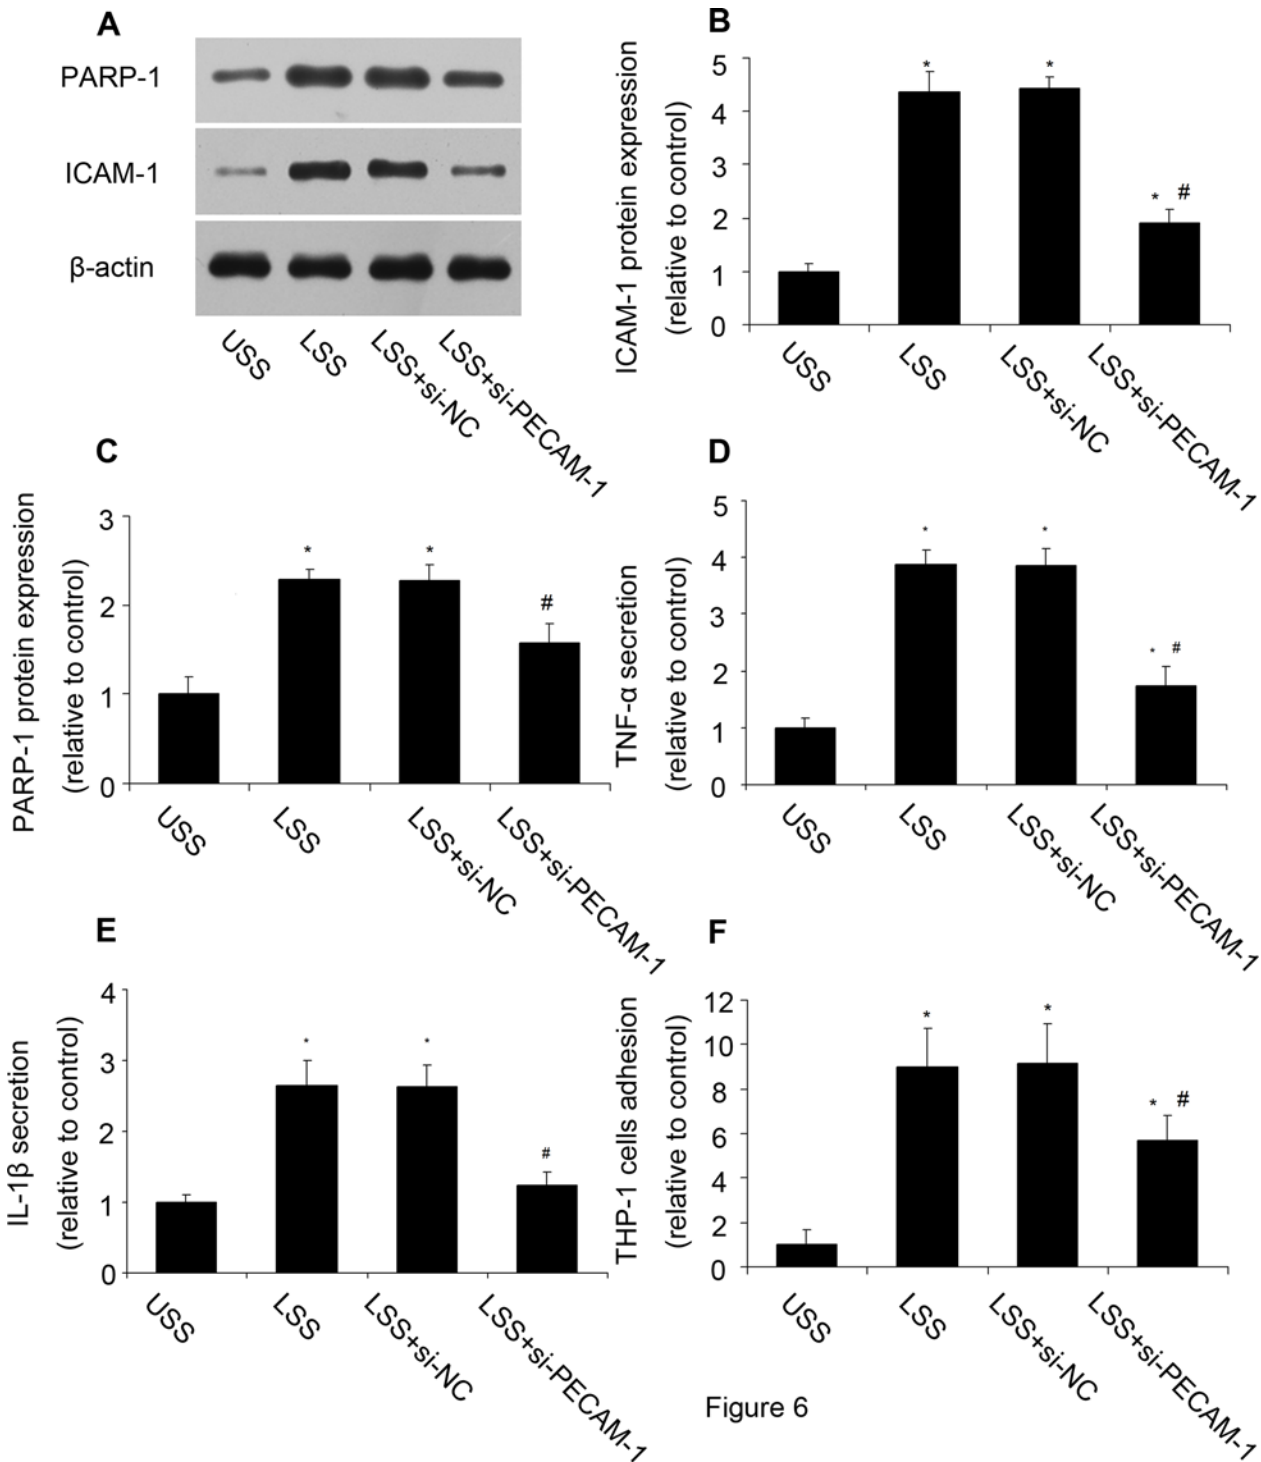 A
PARP-1
ICAM-1
β-actin
USS
LSS
LSS+si-NC
LSS+si-PECAM-1
B
ICAM-1 protein expression
(relative to control)
5
4
3
2
1
0
*
*
* #
USS
LSS
LSS+si-NC
LSS+si-PECAM-1
C
PARP-1 protein expression
(relative to control)
3
2
1
0
*
*
#
USS
LSS
LSS+si-NC
LSS+si-PECAM-1
D
TNF-α secretion
(relative to control)
5
4
3
2
1
0
*
*
* #
USS
LSS
LSS+si-NC
LSS+si-PECAM-1
E
IL-1β secretion
(relative to control)
4
3
2
1
0
*
*
#
USS
LSS
LSS+si-NC
LSS+si-PECAM-1
F
THP-1 cells adhesion
(relative to control)
12
10
8
6
4
2
0
*
*
* #
USS
LSS
LSS+si-NC
LSS+si-PECAM-1
Figure 6